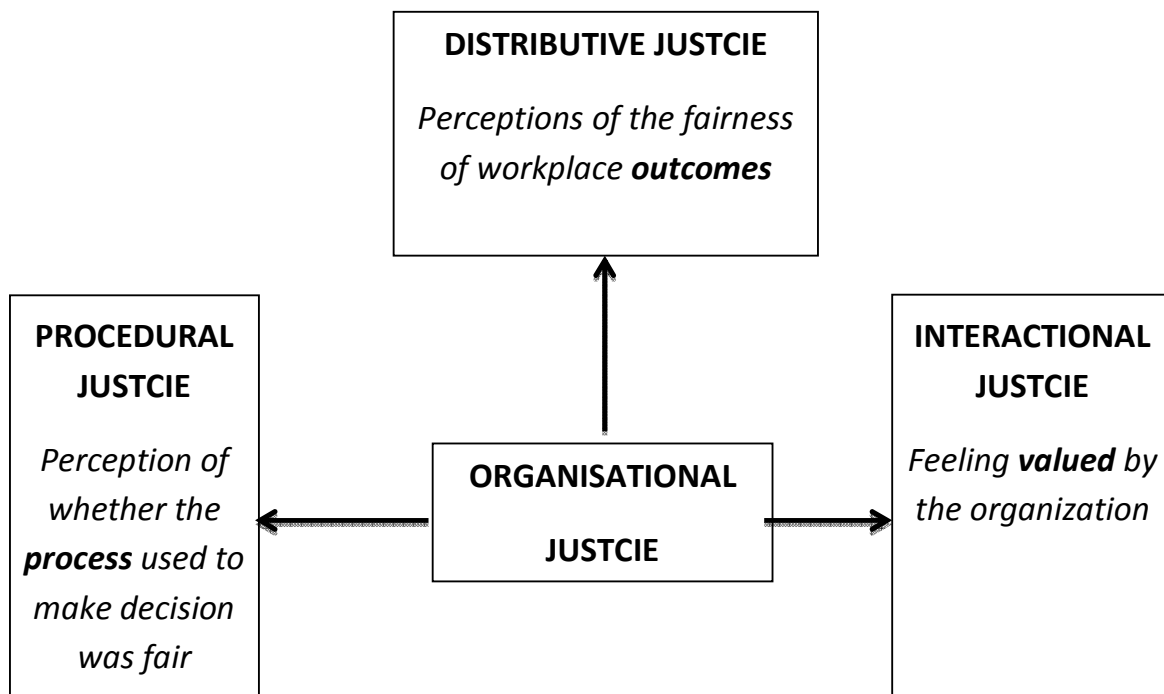 DISTRIBUTIVE JUSTCIE
Perceptions of the fairness
of workplace outcomes
PROCEDURAL
JUSTCIE
Perception of
whether the
process used to
make decision
was fair
ORGANISATIONAL
JUSTCIE
INTERACTIONAL
JUSTCIE
Feeling valued by
the organization